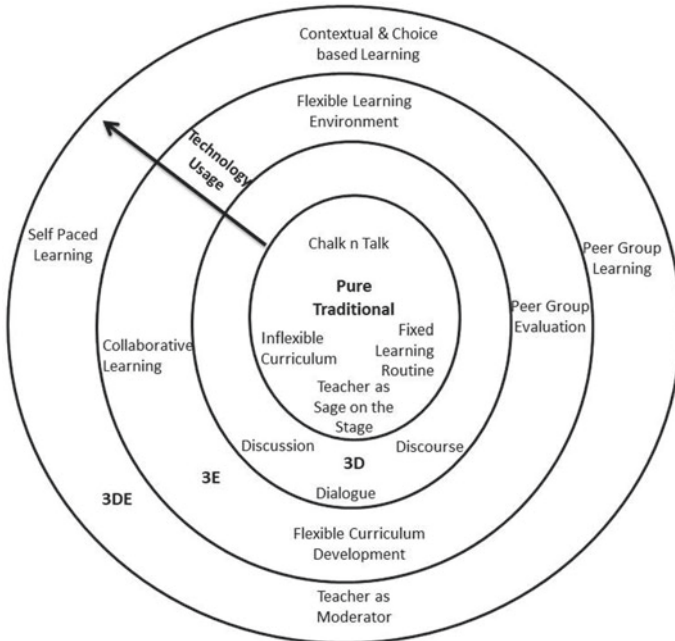 Contextual & Choice
based Learning
Flexible Learning
Environment
Technology
Usage
Self Paced
Learning
Chalk n Talk
Peer Group
Learning
Pure
Traditional
Peer Group
Evaluation
Inflexible
Curriculum
Fixed
Learning
Routine
Collaborative
Learning
Teacher as
Sage on the
Stage
Discussion
Discourse
3D
3E
Dialogue
3DE
Flexible Curriculum
Development
Teacher as
Moderator